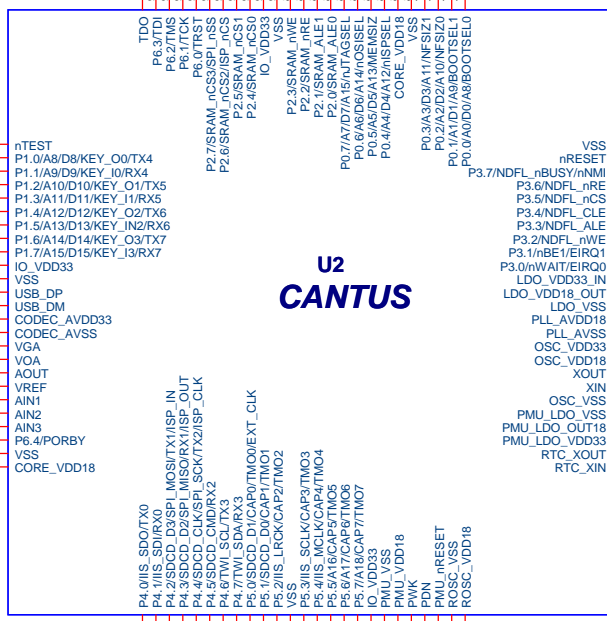 TDO
P6.3/TDI
P6.2/TMS
P6.1/TCK
P6.0/TRST
P2.7/SRAM_nCS3/SPI_nSS
P2.6/SRAM_nCS2/ISP_nCS
P2.5/SRAM_nCS1
P2.4/SRAM_nCS0
IO_VDD33
VSS
P2.3/SRAM_nWE
P2.2/SRAM_nRE
P2.1/SRAM_ALE1
P2.0/SRAM_ALE0
P0.7/A7/D7/A15/nJTAGSEL
P0.6/A6/D6/A14/nOSISEL
P0.5/A5/D5/A13/MEMSIZ
P0.4/A4/D4/A12/nISPSEL
CORE_VDD18
VSS
P0.3/A3/D3/A11/NFSIZ1
P0.2/A2/D2/A10/NFSIZ0
P0.1/A1/D1/A9/BOOTSEL1
P0.0/A0/D0/A8/BOOTSEL0
nTEST
P1.0/A8/D8/KEY_O0/TX4
P1.1/A9/D9/KEY_I0/RX4
P1.2/A10/D10/KEY_O1/TX5
P1.3/A11/D11/KEY_I1/RX5
P1.4/A12/D12/KEY_O2/TX6
P1.5/A13/D13/KEY_IN2/RX6
P1.6/A14/D14/KEY_O3/TX7
P1.7/A15/D15/KEY_I3/RX7
IO_VDD33
VSS
USB_DP
USB_DM
CODEC_AVDD33
CODEC_AVSS
VGA
VOA
AOUT
VREF
AIN1
AIN2
AIN3
P6.4/PORBY
VSS
CORE_VDD18
U2
CANTUS
VSS
nRESET
P3.7/NDFL_nBUSY/nNMI
P3.6/NDFL_nRE
P3.5/NDFL_nCS
P3.4/NDFL_CLE
P3.3/NDFL_ALE
P3.2/NDFL_nWE
P3.1/nBE1/EIRQ1
P3.0/nWAIT/EIRQ0
LDO_VDD33_IN
LDO_VDD18_OUT
LDO_VSS
PLL_AVDD18
PLL_AVSS
OSC_VDD33
OSC_VDD18
XOUT
XIN
OSC_VSS
PMU_LDO_VSS
PMU_LDO_OUT18
PMU_LDO_VDD33
RTC_XOUT
RTC_XIN
P4.0/IIS_SDO/TX0
P4.1/IIS_SDI/RX0
P4.2/SDCD_D3/SPI_MOSI/TX1/ISP_IN
P4.3/SDCD_D2/SPI_MISO/RX1/ISP_OUT
P4.4/SDCD_CLK/SPI_SCK/TX2/ISP_CLK
P4.5/SDCD_CMD/RX2
P4.6/TWI_SCL/TX3
P4.7/TWI_SDA/RX3
P5.0/SDCD_D1/CAP0/TMO0/EXT_CLK
P5.1/SDCD_D0/CAP1/TMO1
P5.2/IIS_LRCK/CAP2/TMO2
VSS
P5.3/IIS_SCLK/CAP3/TMO3
P5.4/IIS_MCLK/CAP4/TMO4
P5.5/A16/CAP5/TMO5
P5.6/A17/CAP6/TMO6
P5.7/A18/CAP7/TMO7
IO_VDD33
PMU_VSS
PMU_VDD18
PWK
PDN
PMU_nRESET
ROSC_VSS
ROSC_VDD18